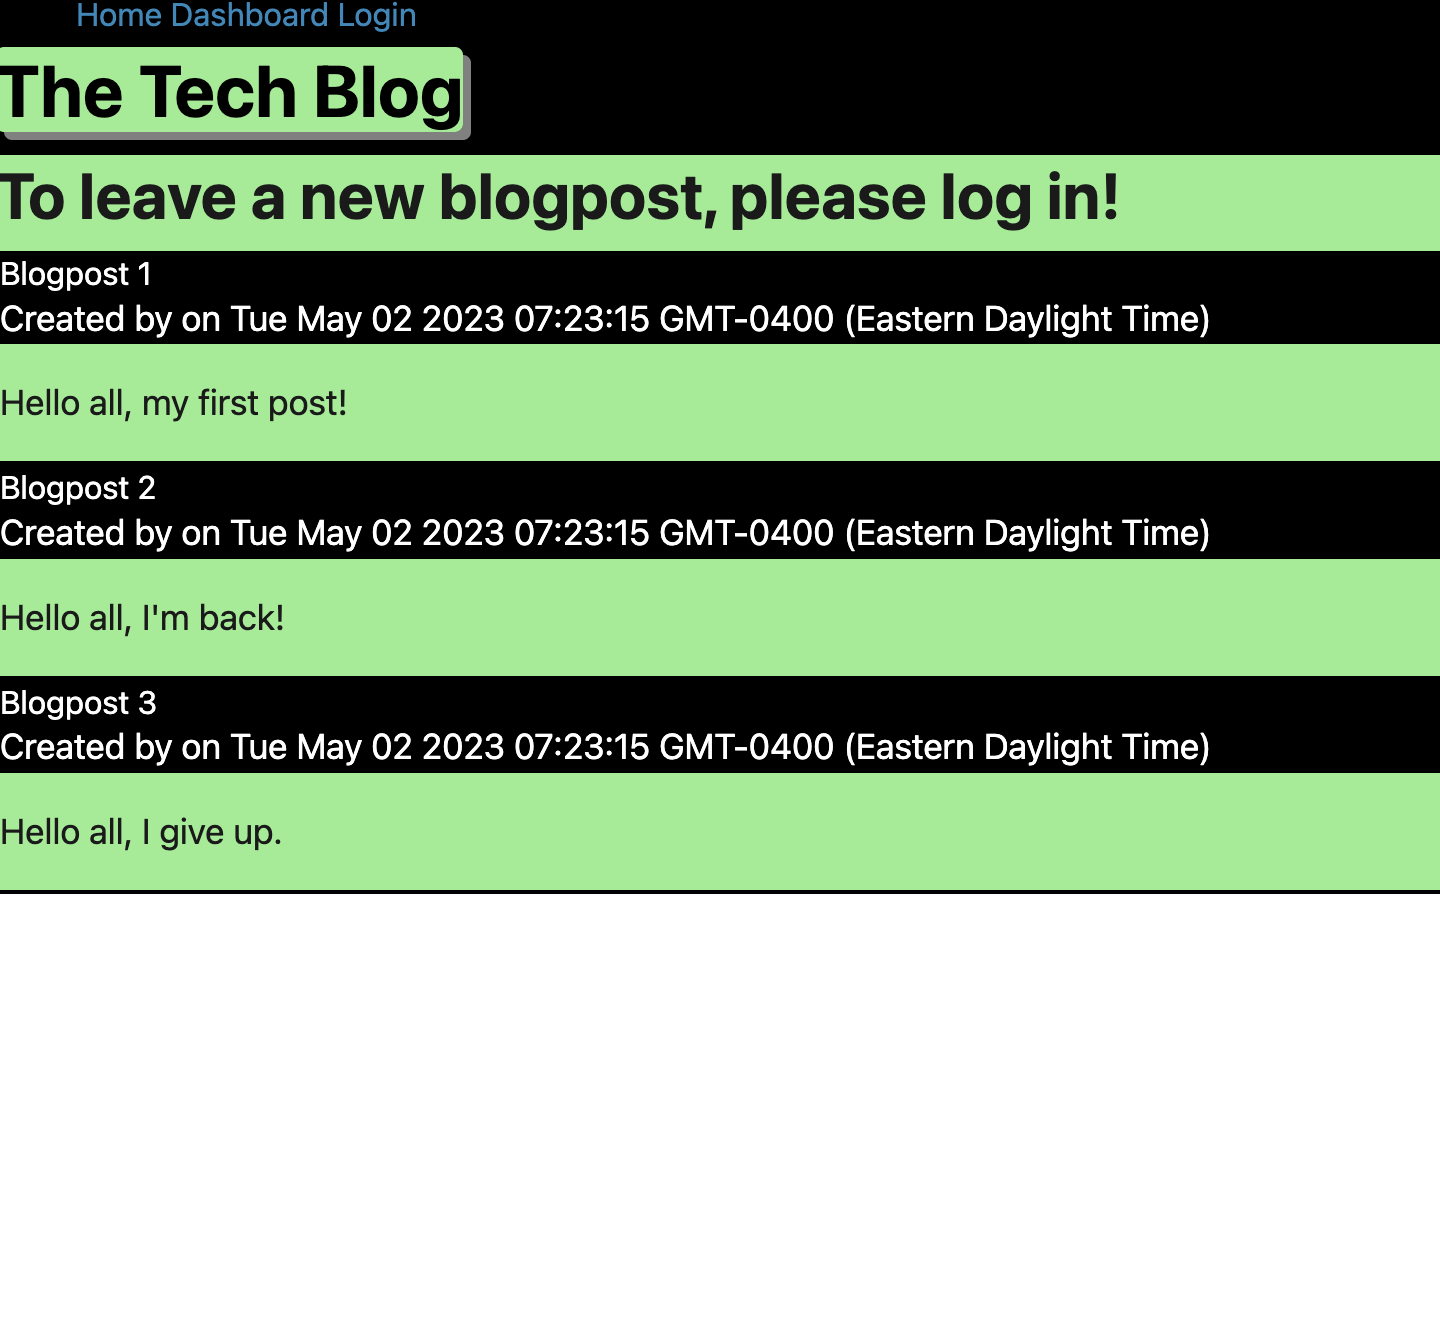 Home Dashboard Login
The Tech Blog
To leave a new blogpost, please log in!
Blogpost 1
Created by on Tue May 02 2023 07:23:15 GMT-0400 (Eastern Daylight Time)
Hello all, my first post!
Blogpost 2
Created by on Tue May 02 2023 07:23:15 GMT-0400 (Eastern Daylight Time)
Hello all, I'm back!
Blogpost 3
Created by on Tue May 02 2023 07:23:15 GMT-0400 (Eastern Daylight Time)
Hello all, I give up.